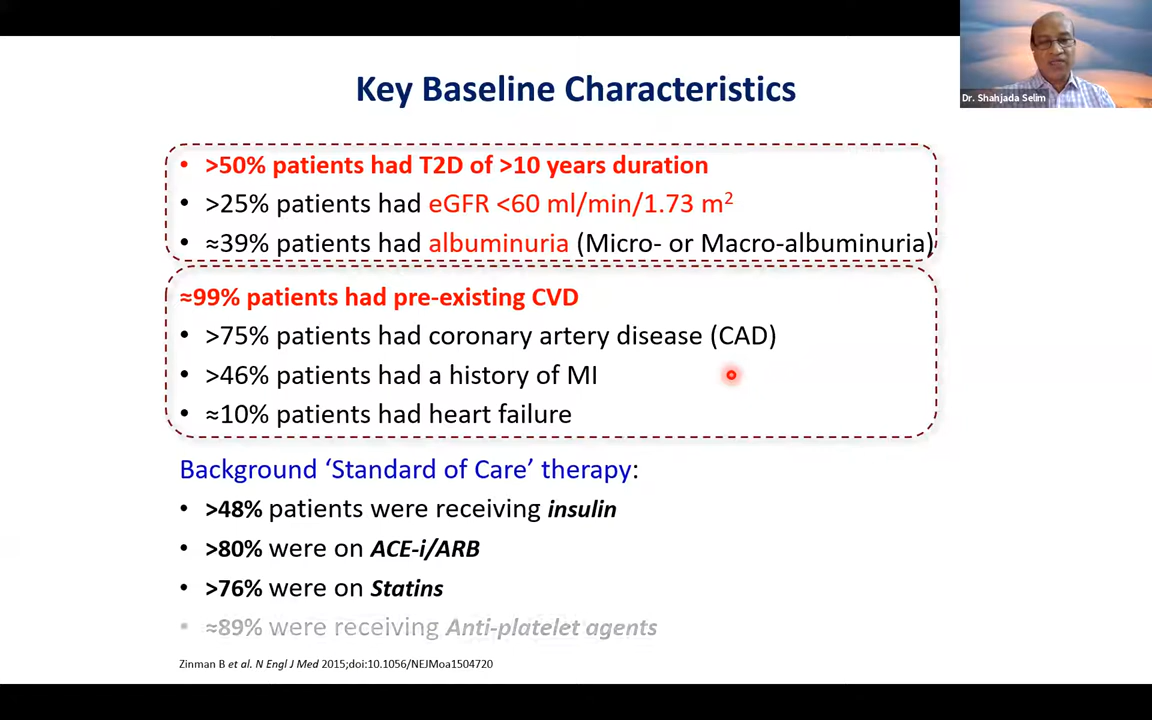 Key Baseline Characteristics
Dr. Shahjada Selim
• >50% patients had T2D of >10 years duration
• >25% patients had eGFR <60 ml/min/1.73 m²
• ≈39% patients had albuminuria (Micro- or Macro-albuminuria)
≈99% patients had pre-existing CVD
• >75% patients had coronary artery disease (CAD)
• >46% patients had a history of MI
• ≈10% patients had heart failure
Background ‘Standard of Care’ therapy:
• >48% patients were receiving insulin
• >80% were on ACE-i/ARB
• >76% were on Statins
• ≈89% were receiving Anti-platelet agents
Zinman B et al. N Engl J Med 2015;doi:10.1056/NEJMoa1504720